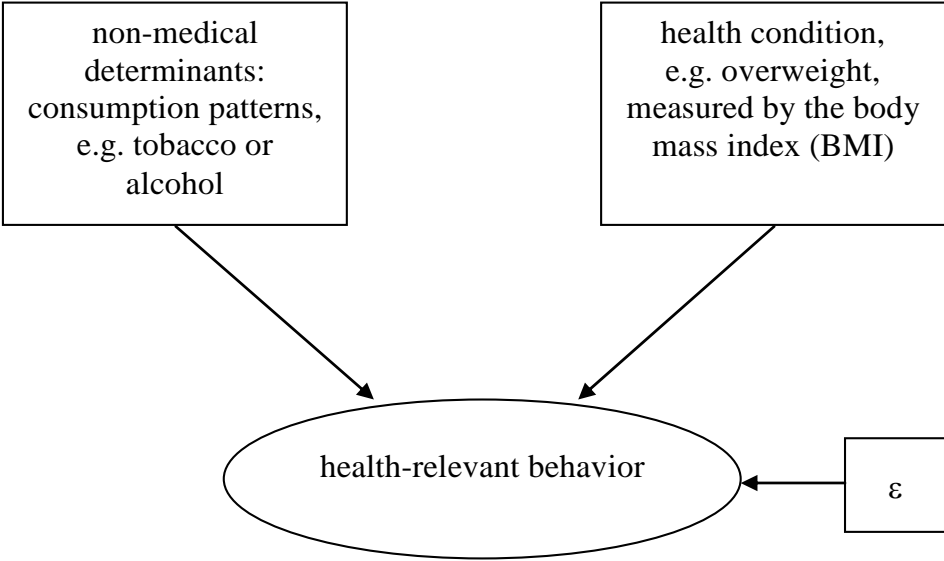 non-medical
determinants:
consumption patterns,
e.g. tobacco or
alcohol
health condition,
e.g. overweight,
measured by the body
mass index (BMI)
health-relevant behavior
ε